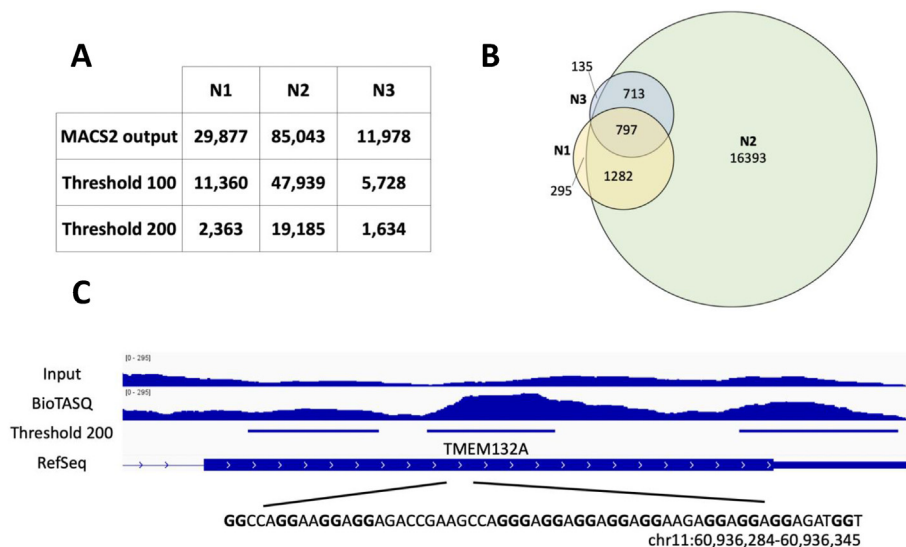 A
N1 N2 N3
MACS2 output 29,877 85,043 11,978
Threshold 100 11,360 47,939 5,728
Threshold 200 2,363 19,185 1,634
B
135
N3
713
797
N1
N2
16393
295
1282
C
[0 - 295]
Input
[0 - 295]
BioTASQ
Threshold 200
TMEM132A
RefSeq
GGCCAGGAAGGAGGAGACCGAAGCCAGGGAGGAGGAGGAGGAAGAGGAGGAGGAGATGGT
chr11:60,936,284-60,936,345